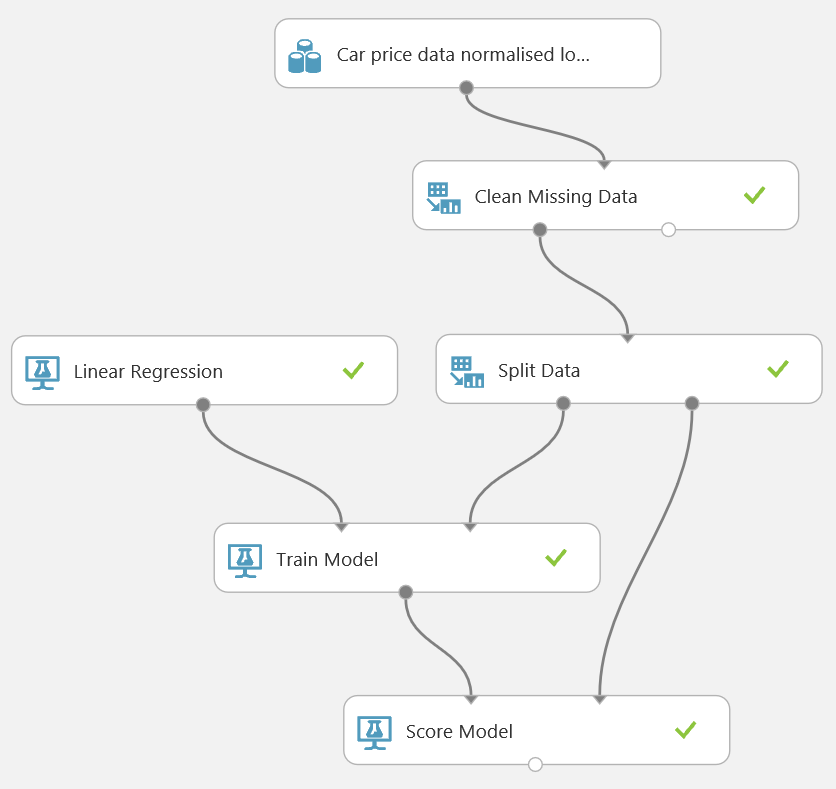 Car price data normalised lo...
Clean Missing Data
Linear Regression
Split Data
Train Model
Score Model